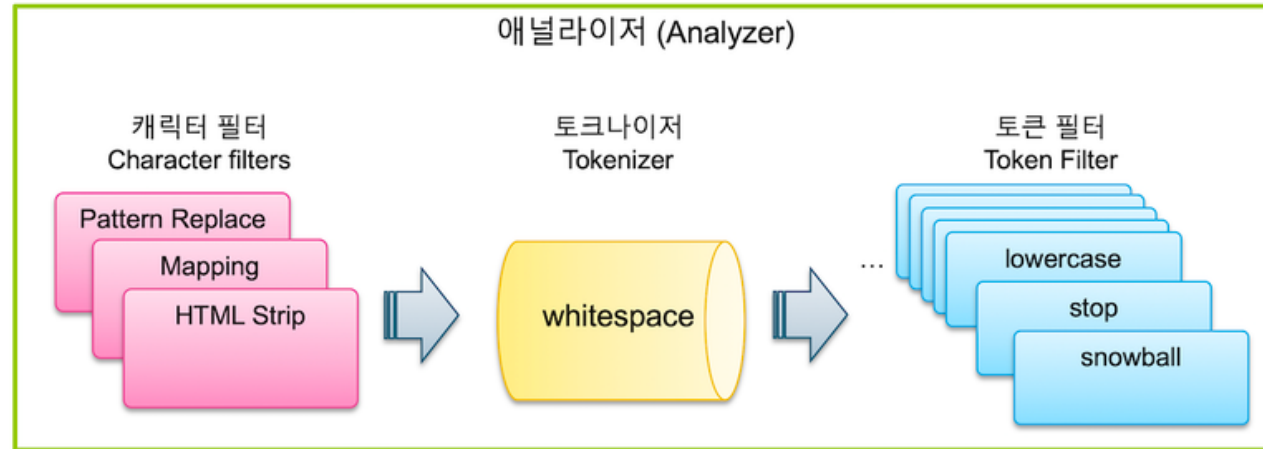 애널라이저 (Analyzer)
캐릭터 필터
Character filters
Pattern Replace
Mapping
HTML Strip
토크나이저
Tokenizer
whitespace
토큰 필터
Token Filter
...
lowercase
stop
snowball